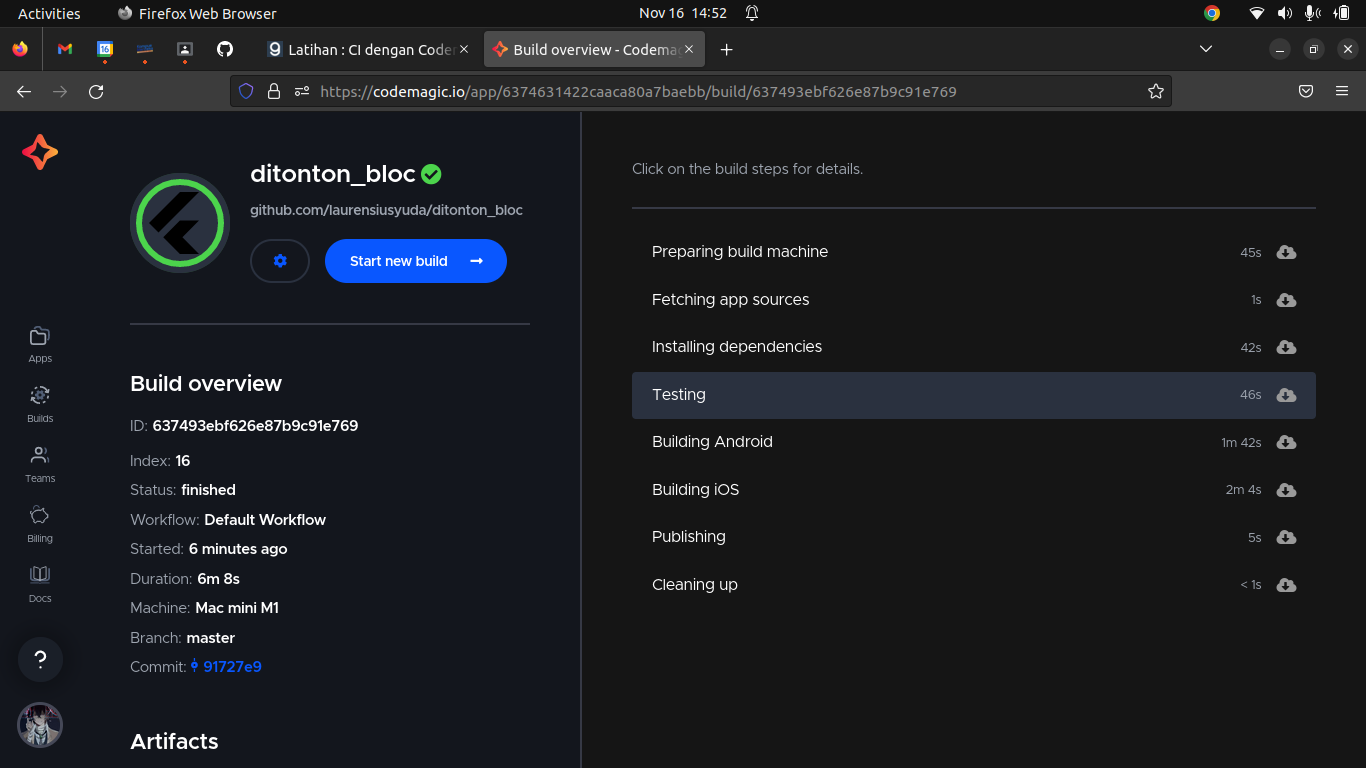 Activities
Firefox Web Browser
Nov 16 14:52
Latihan : CI dengan Coder
Build overview - Codemag
https://codemagic.io/app/6374631422caaca80a7baebb/build/637493ebf626e87b9c91e769
ditonton_bloc
github.com/laurensiusyuda/ditonton_bloc
Start new build
Apps
Builds
Teams
Billing
Docs
?
Build overview
ID: 637493ebf626e87b9c91e769
Index: 16
Status: finished
Workflow: Default Workflow
Started: 6 minutes ago
Duration: 6m 8s
Machine: Mac mini M1
Branch: master
Commit: 91727e9
Artifacts
Click on the build steps for details.
Preparing build machine 45s
Fetching app sources 1s
Installing dependencies 42s
Testing 46s
Building Android 1m 42s
Building iOS 2m 4s
Publishing 5s
Cleaning up < 1s